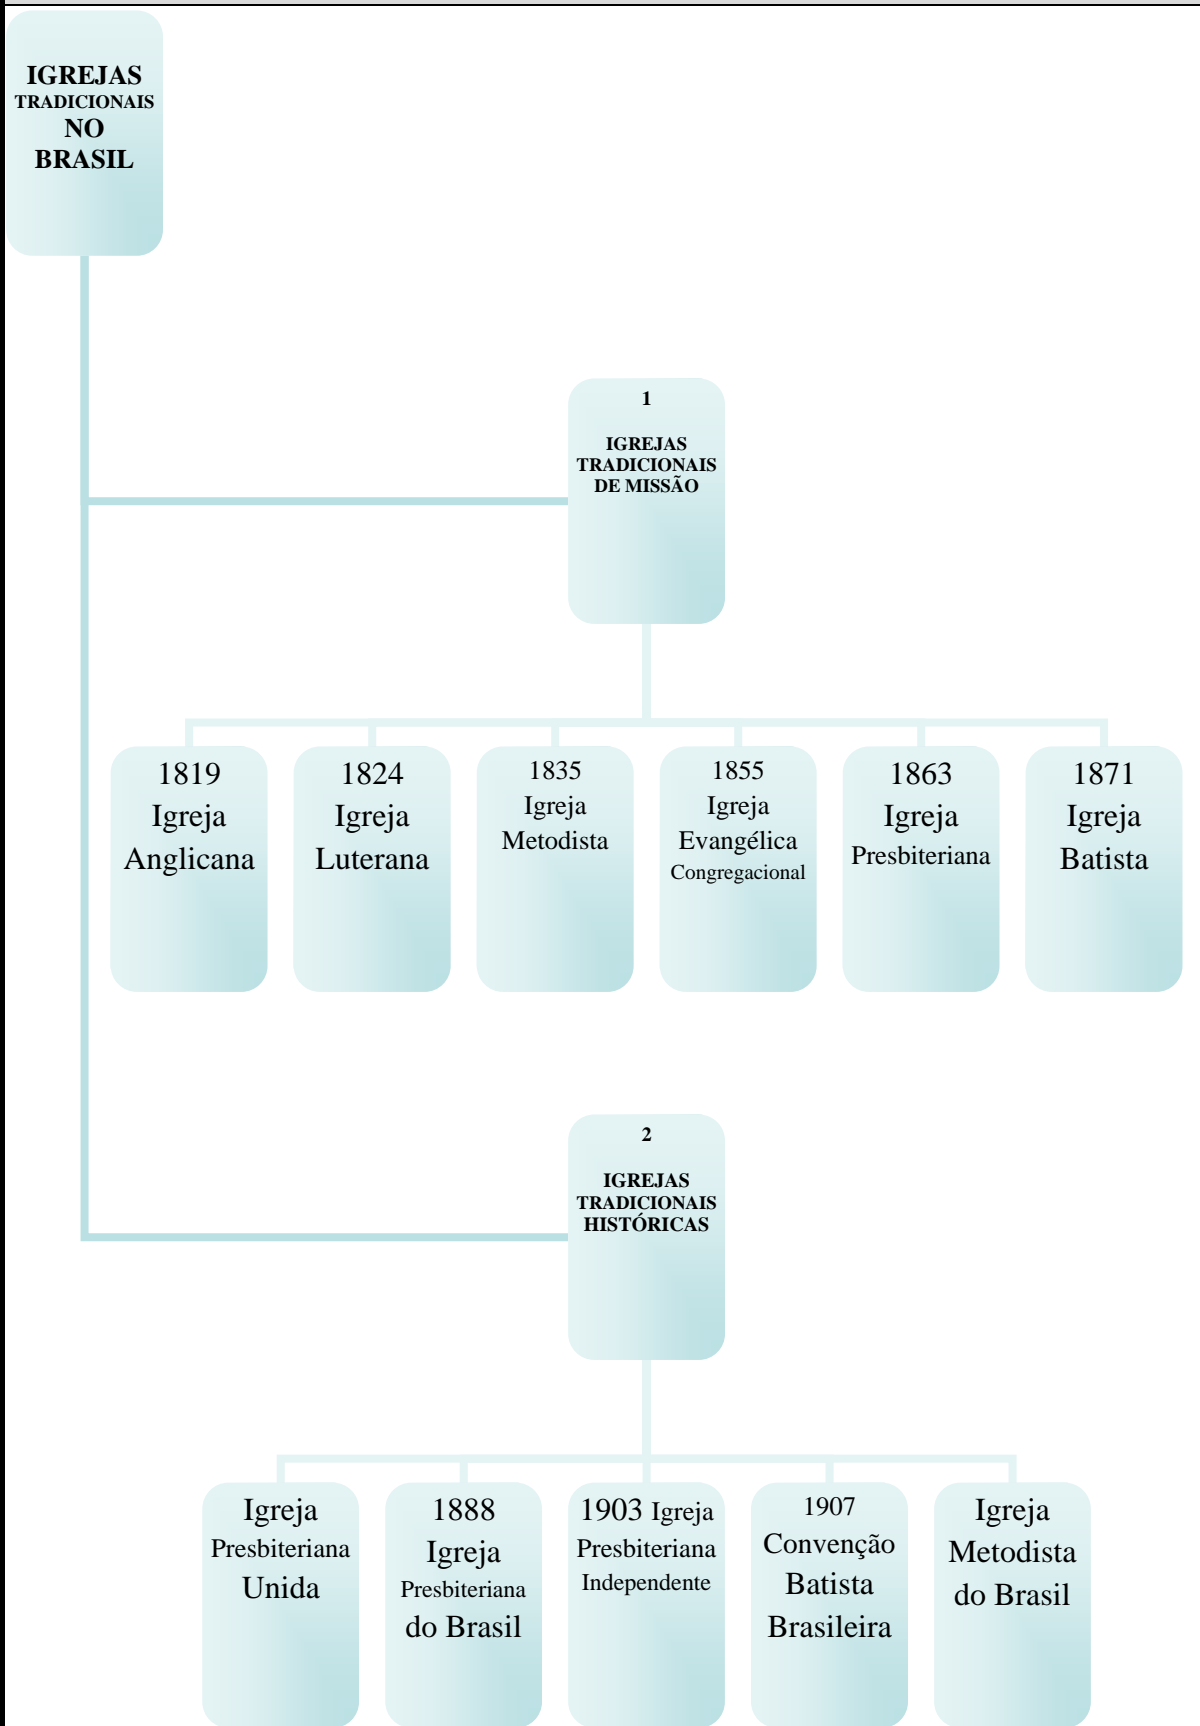 IGREJAS
TRADICIONAIS
NO
BRASIL
1
IGREJAS
TRADICIONAIS
DE MISSÃO
1819
Igreja
Anglicana
1824
Igreja
Luterana
1835
Igreja
Metodista
1855
Igreja
Evangélica
Congregacional
1863
Igreja
Presbiteriana
1871
Igreja
Batista
2
IGREJAS
TRADICIONAIS
HISTÓRICAS
Igreja
Presbiteriana
Unida
1888
Igreja
Presbiteriana
do Brasil
1903 Igreja
Presbiteriana
Independente
1907
Convenção
Batista
Brasileira
Igreja
Metodista
do Brasil